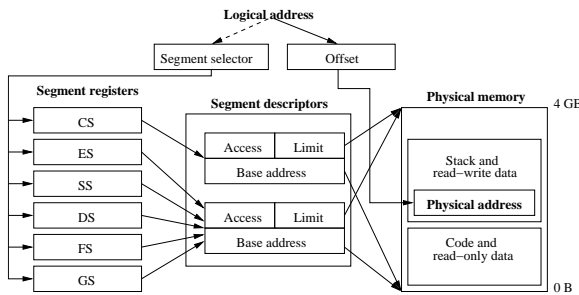 Logical address
Segment selector
Offset
Segment registers
CS
ES
SS
DS
FS
GS
Segment descriptors
Access
Limit
Base address
Access
Limit
Base address
Physical memory
4 GB
Stack and
read-write data
Physical address
Code and
read-only data
0 B